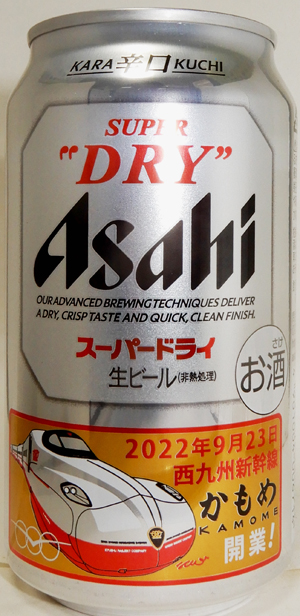 KARA 辛口 KUCHI
SUPER
"DRY"
Asahi
OUR ADVANCED BREWING TECHNIQUES DELIVER
A DRY, CRISP TASTE AND QUICK, CLEAN FINISH.
スーパードライ
生ビール(非熱処理)
さけ
お酒
2022年9月23日
西九州新幹線
かもめ
KAMOME
開業!